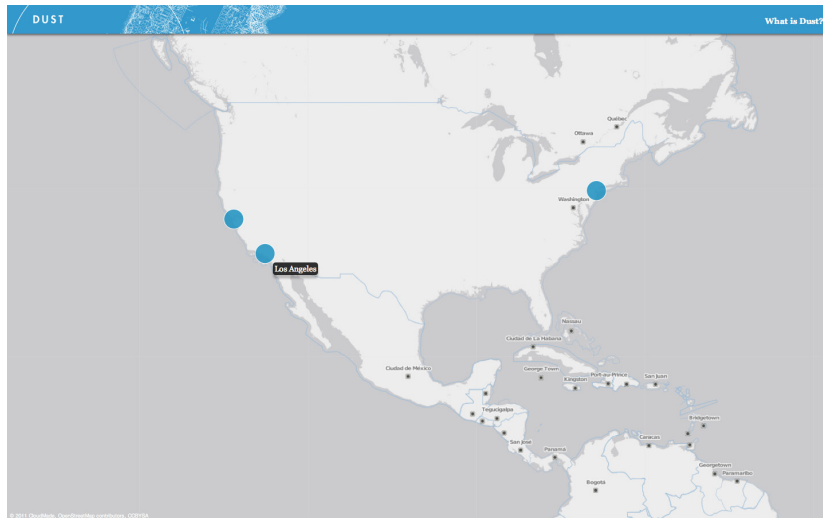 DUST
What is Dust?
Québec
Ottawa
Washington
Los Angeles
Nassau
Ciudad de La Habana
Ciudad de México
George Town
Kingston
Port-au-Prince
San Juan
Tegucigalpa
Bridgetown
San José
Panama
Caracas
Georgetown
Paramaribo
Bogotá
© 2011 CloudMade, OpenStreetMap contributors, CCBYSA